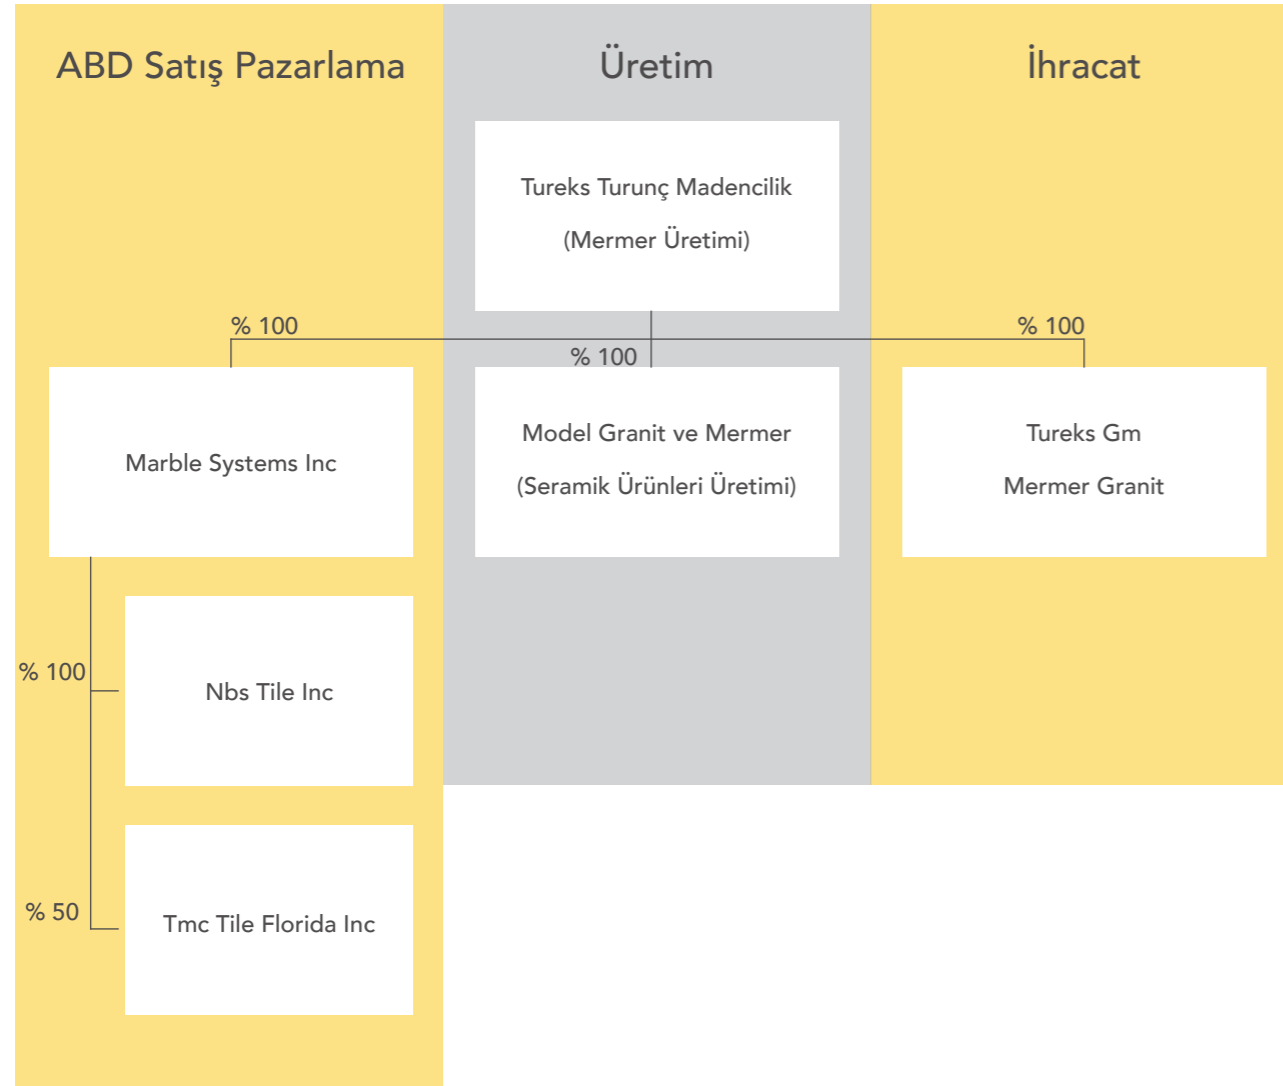 ABD Satış Pazarlama
Üretim
İhracat
Tureks Turunç Madencilik
(Mermer Üretimi)
% 100
% 100
% 100
Marble Systems Inc
Model Granit ve Mermer
(Seramik Ürünleri Üretimi)
Tureks Gm
Mermer Granit
% 100
Nbs Tile Inc
% 50
Tmc Tile Florida Inc